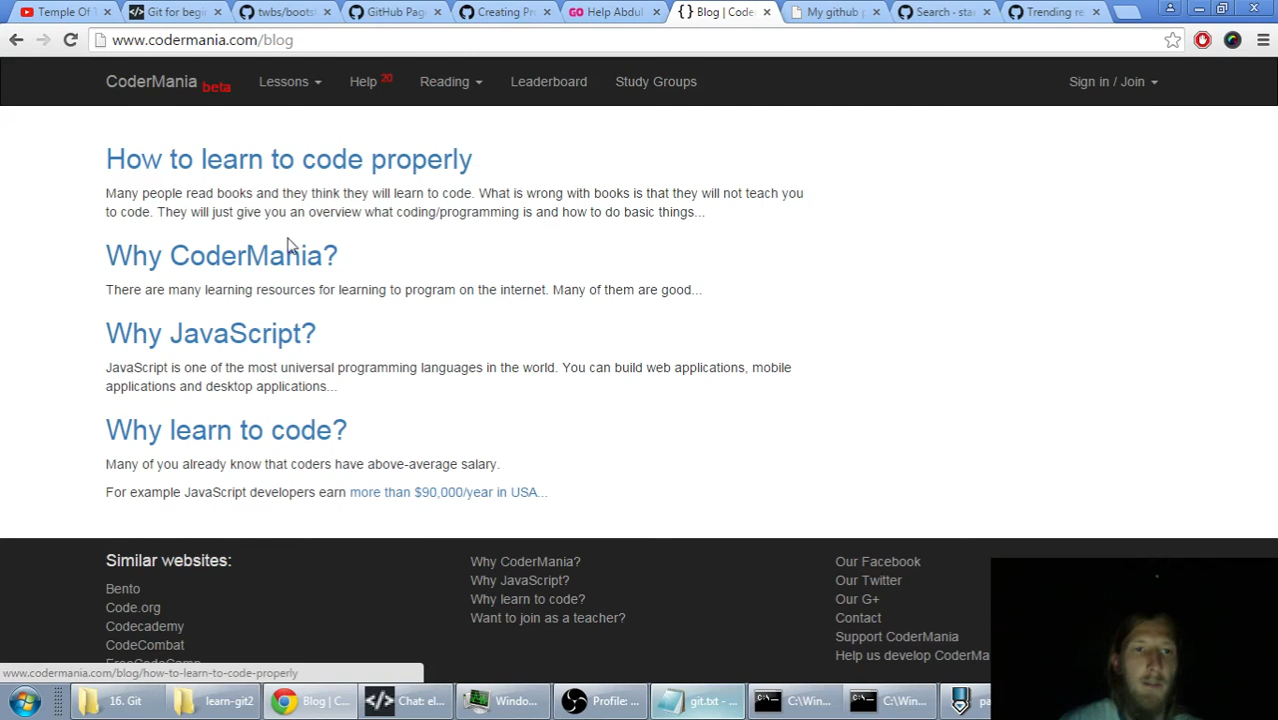 Temple Of T
Git for begi
twbs/boots
GitHub Pag
Creating Pr
GO Help Abdul
{ } Blog | Code
My github p
Search · sta
Trending re
www.codermania.com/blog
CoderMania beta Lessons Help 20 Reading Leaderboard Study Groups Sign in / Join
How to learn to code properly
Many people read books and they think they will learn to code. What is wrong with books is that they will not teach you
to code. They will just give you an overview what coding/programming is and how to do basic things...
Why CoderMania?
There are many learning resources for learning to program on the internet. Many of them are good...
Why JavaScript?
JavaScript is one of the most universal programming languages in the world. You can build web applications, mobile
applications and desktop applications...
Why learn to code?
Many of you already know that coders have above-average salary.
For example JavaScript developers earn more than $90,000/year in USA...
Similar websites:
Bento
Code.org
Codecademy
CodeCombat
FreeCodeCamp
Why CoderMania?
Why JavaScript?
Why learn to code?
Want to join as a teacher?
Our Facebook
Our Twitter
Our G+
Contact
Support CoderMania
Help us develop CoderMa
www.codermania.com/blog/how-to-learn-to-code-properly
16. Git
learn-git2
Blog | C...
Chat: el...
Windo...
Profile: ...
git.txt - ...
C:\Win...
C:\Win...
pa